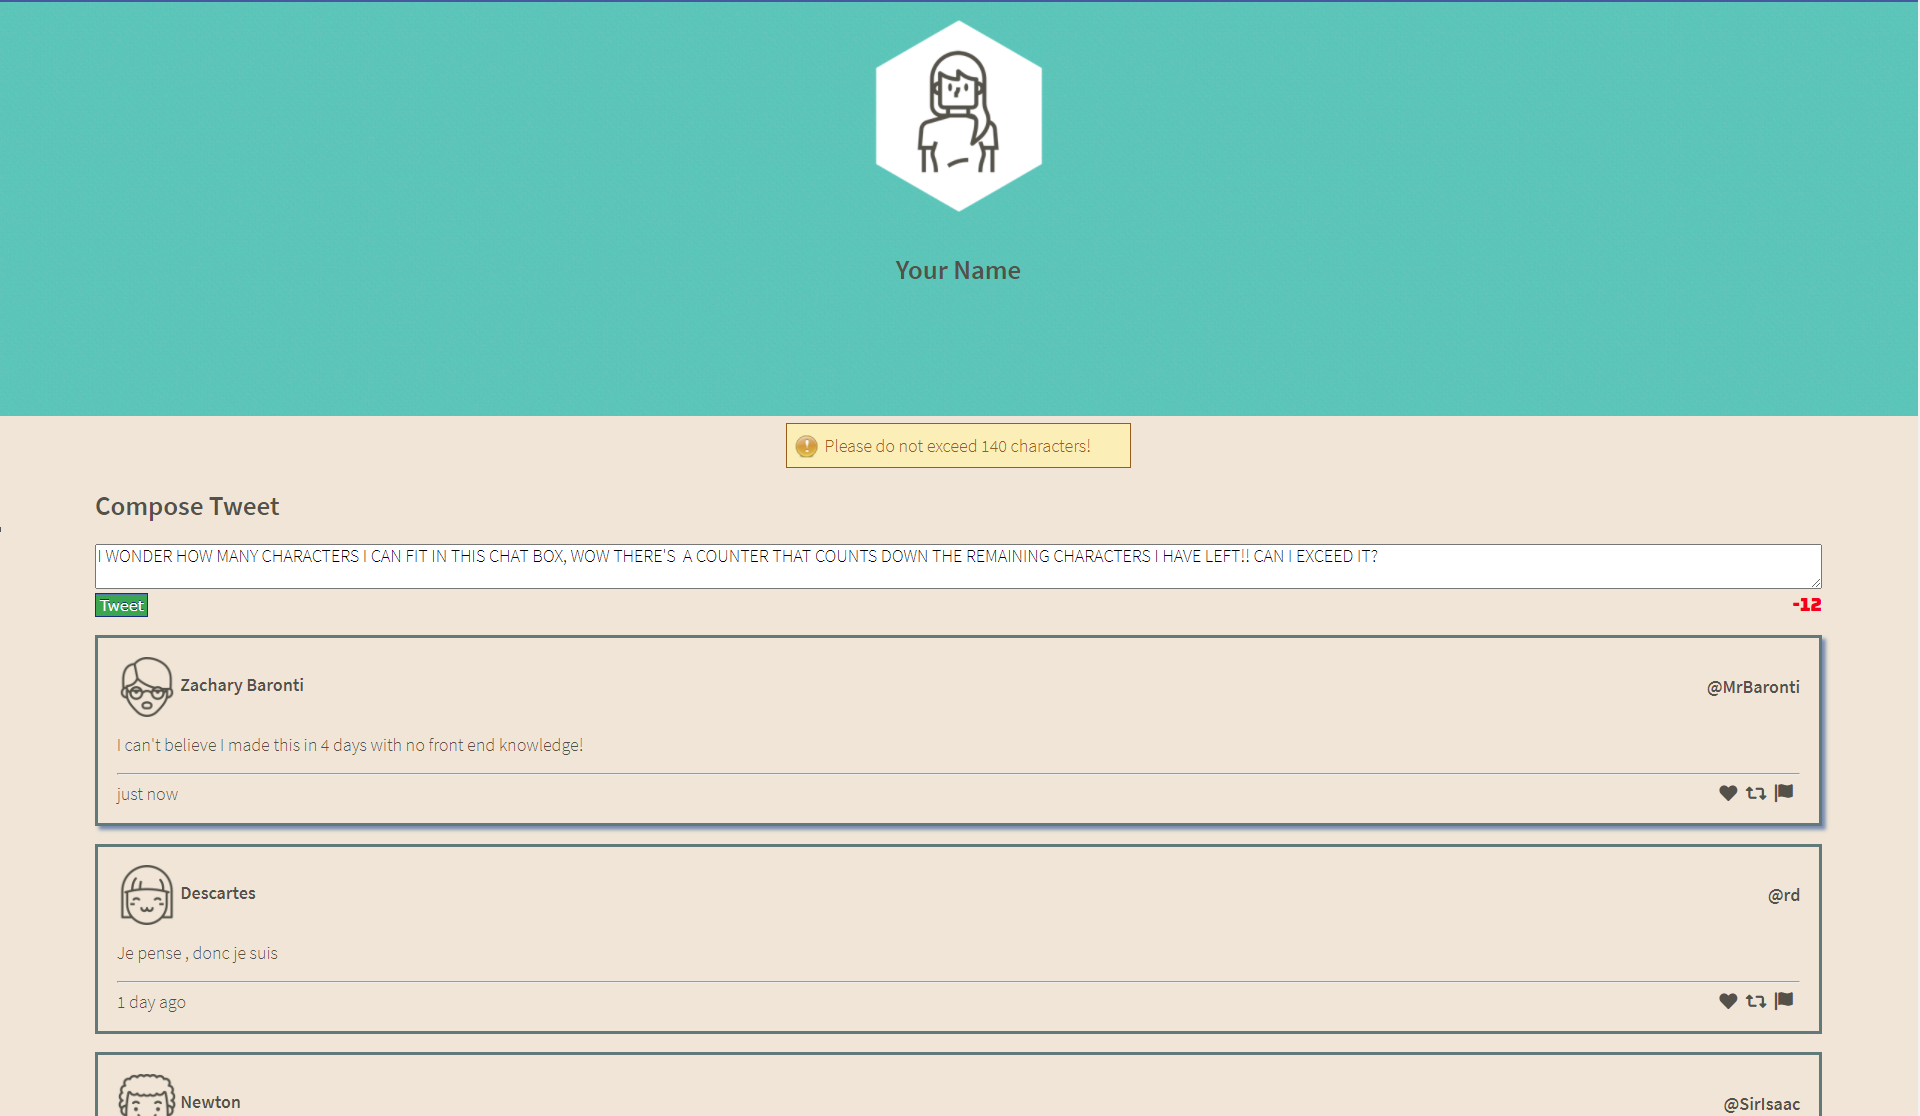 Your Name
Please do not exceed 140 characters!
Compose Tweet
I WONDER HOW MANY CHARACTERS I CAN FIT IN THIS CHAT BOX, WOW THERE'S  A COUNTER THAT COUNTS DOWN THE REMAINING CHARACTERS I HAVE LEFT!! CAN I EXCEED IT?
Tweet -12
Zachary Baronti @MrBaronti
I can't believe I made this in 4 days with no front end knowledge!
just now
Descartes @rd
Je pense , donc je suis
1 day ago
Newton @SirIsaac